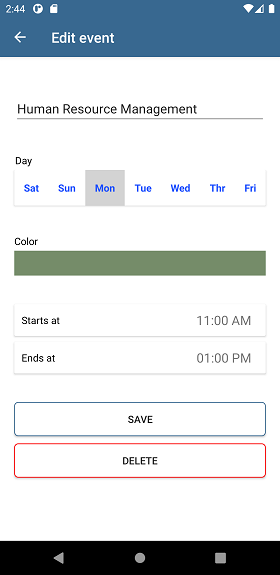 2:44
Edit event
Human Resource Management
Day
Sat Sun Mon Tue Wed Thr Fri
Color
Starts at 11:00 AM
Ends at 01:00 PM
SAVE
DELETE